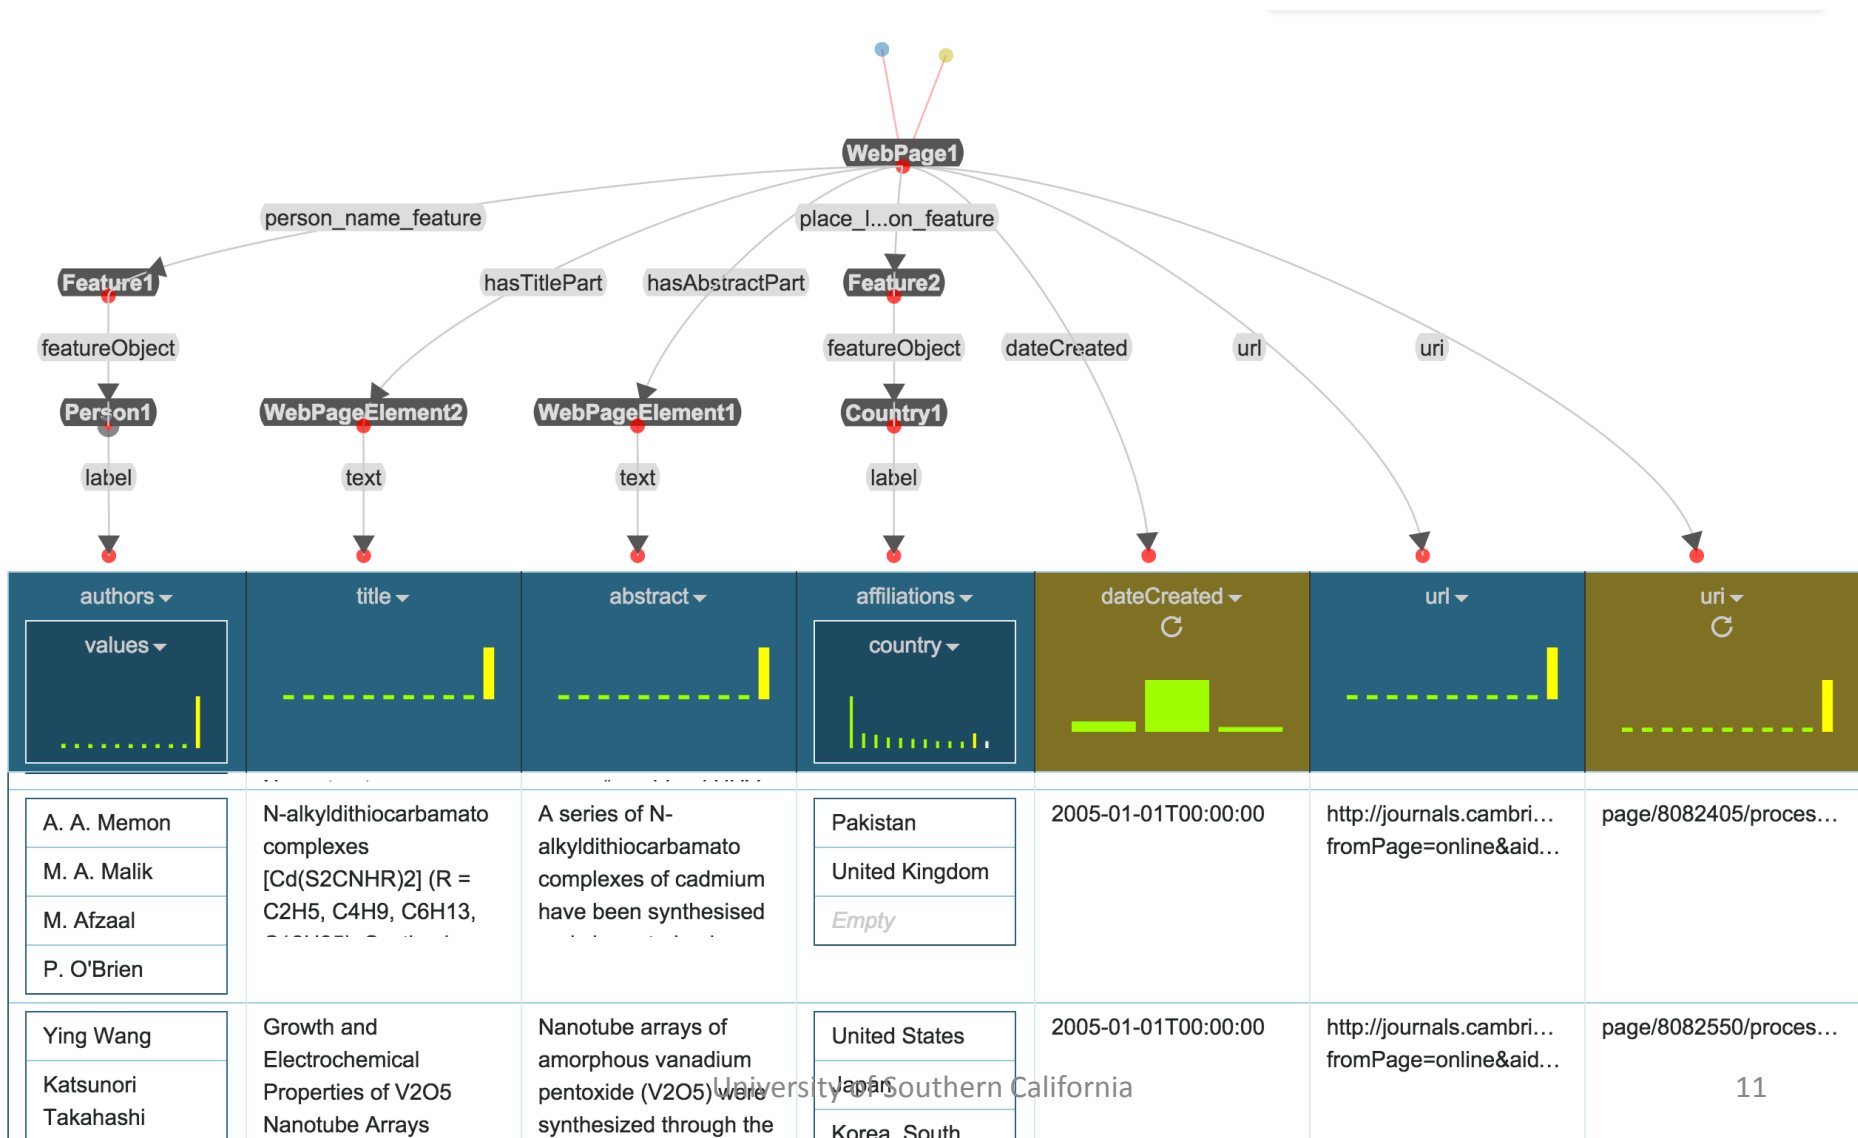 WebPage1
person_name_feature
place_l...on_feature
Feature1
hasTitlePart
hasAbstractPart
Feature2
featureObject
featureObject
dateCreated
url
uri
Person1
WebPageElement2
WebPageElement1
Country1
label
text
text
label
authors
title
abstract
affiliations
dateCreated
url
uri
values
country
A. A. Memon
M. A. Malik
M. Afzaal
P. O'Brien
N-alkyldithiocarbamato
complexes
[Cd(S2CNHR)2] (R =
C2H5, C4H9, C6H13,
A series of N-
alkyldithiocarbamato
complexes of cadmium
have been synthesised
Pakistan
United Kingdom
Empty
2005-01-01T00:00:00
http://journals.cambri...
fromPage=online&aid...
page/8082405/proces...
Ying Wang
Katsunori
Takahashi
Growth and
Electrochemical
Properties of V2O5
Nanotube Arrays
Nanotube arrays of
amorphous vanadium
pentoxide (V2O5) were
synthesized through the
United States
Japan
Korea, South
2005-01-01T00:00:00
http://journals.cambri...
fromPage=online&aid...
page/8082550/proces...
University of Southern California
11